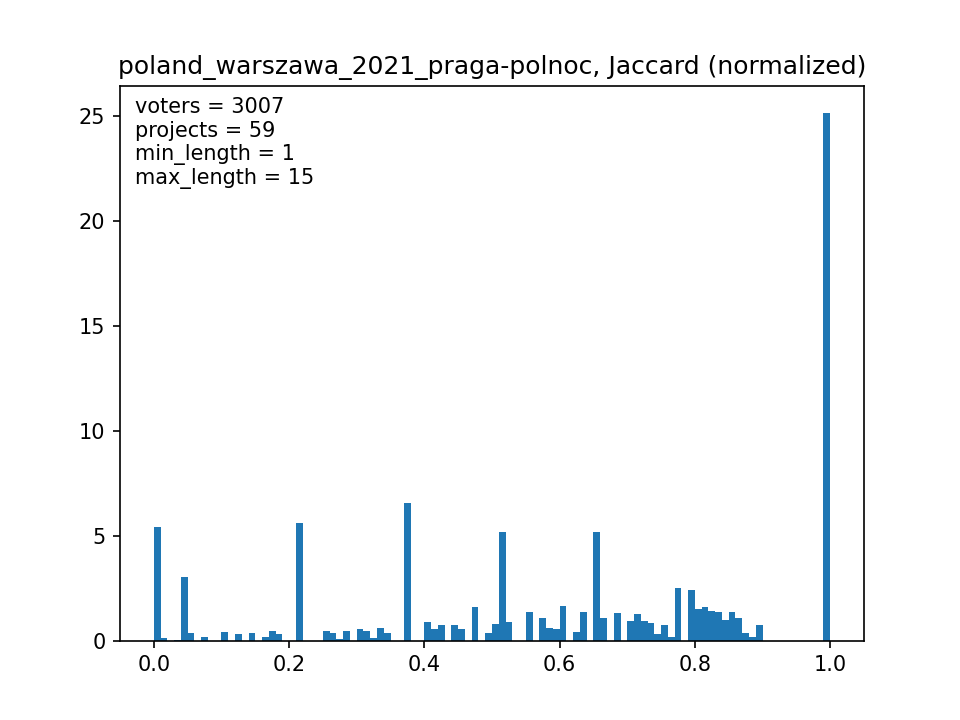 poland_warszawa_2021_praga-polnoc, Jaccard (normalized)
voters = 3007
projects = 59
min_length = 1
max_length = 15
25
20
15
10
5
0
0.0 0.2 0.4 0.6 0.8 1.0